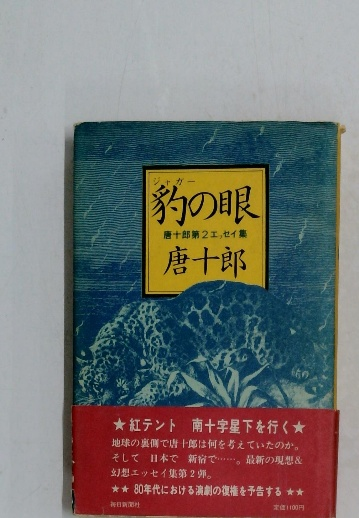 ジャガー
豹の眼
唐十郎第2エッセイ集
唐十郎
★紅テント 南十字星下を行く★
地球の裏側で唐十郎は何を考えていたのか。
そして 日本で 新宿で……。最新の現想&
幻想エッセイ集第2弾。
★★ 80年代における演劇の復権を予告する ★★
毎日新聞社
定価1100円